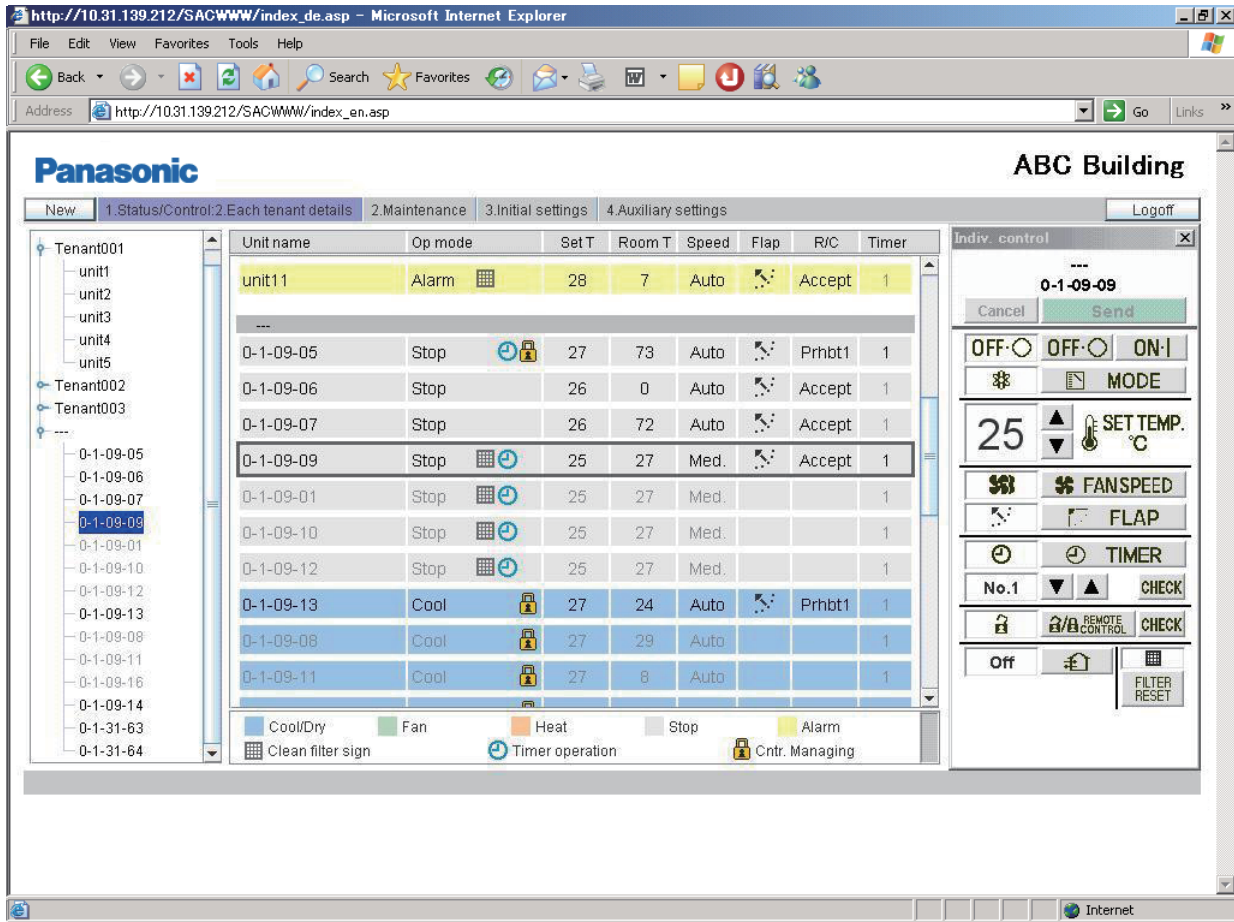 http://10.31.139.212/SACWWW/index_de.asp - Microsoft Internet Explorer
File Edit View Favorites Tools Help
Back Search Favorites
Address http://10.31.139.212/SACWWW/index_en.asp Go Links »
Panasonic
ABC Building
New 1.Status/Control:2.Each tenant details 2.Maintenance 3.Initial settings 4.Auxiliary settings Logoff
Tenant001
unit1
unit2
unit3
unit4
unit5
Tenant002
Tenant003
---
0-1-09-05
0-1-09-06
0-1-09-07
0-1-09-09
0-1-09-01
0-1-09-10
0-1-09-12
0-1-09-13
0-1-09-08
0-1-09-11
0-1-09-16
0-1-09-14
0-1-31-63
0-1-31-64
Unit name Op mode Set T Room T Speed Flap R/C Timer
unit11 Alarm 28 7 Auto Accept 1
---
0-1-09-05 Stop 27 73 Auto Prhbt1 1
0-1-09-06 Stop 26 0 Auto Accept 1
0-1-09-07 Stop 26 72 Auto Accept 1
0-1-09-09 Stop 25 27 Med. Accept 1
0-1-09-01 Stop 25 27 Med. 1
0-1-09-10 Stop 25 27 Med. 1
0-1-09-12 Stop 25 27 Med. 1
0-1-09-13 Cool 27 24 Auto Prhbt1 1
0-1-09-08 Cool 27 29 Auto 1
0-1-09-11 Cool 27 8 Auto 1
Cool/Dry Fan Heat Stop Alarm
Clean filter sign Timer operation Cntr. Managing
Indiv. control
---
0-1-09-09
Cancel Send
OFF·○ OFF·○ ON·|
MODE
25 SET TEMP. °C
FAN SPEED
FLAP
TIMER
No.1 CHECK
REMOTE CONTROL CHECK
Off
FILTER RESET
Internet